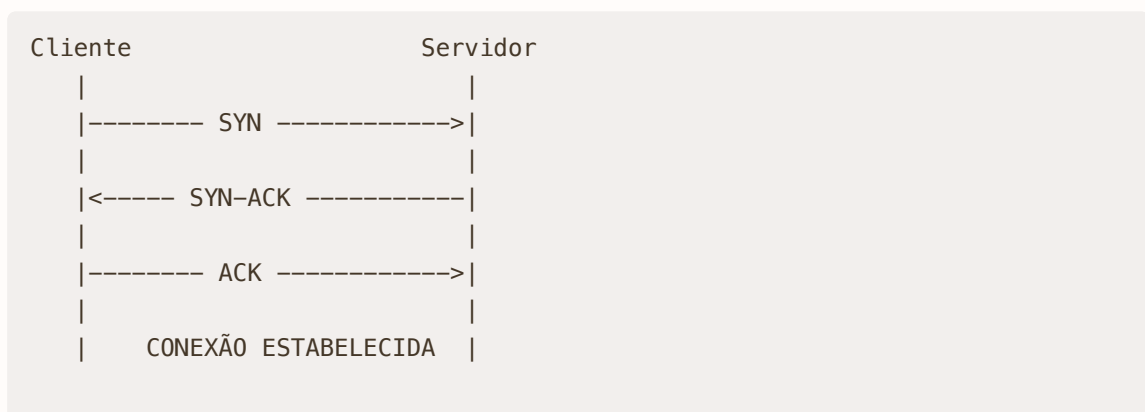 Cliente                    Servidor
   |                          |
   |-------- SYN ------------>|
   |                          |
   |<----- SYN-ACK -----------|
   |                          |
   |-------- ACK ------------>|
   |                          |
   |    CONEXÃO ESTABELECIDA  |